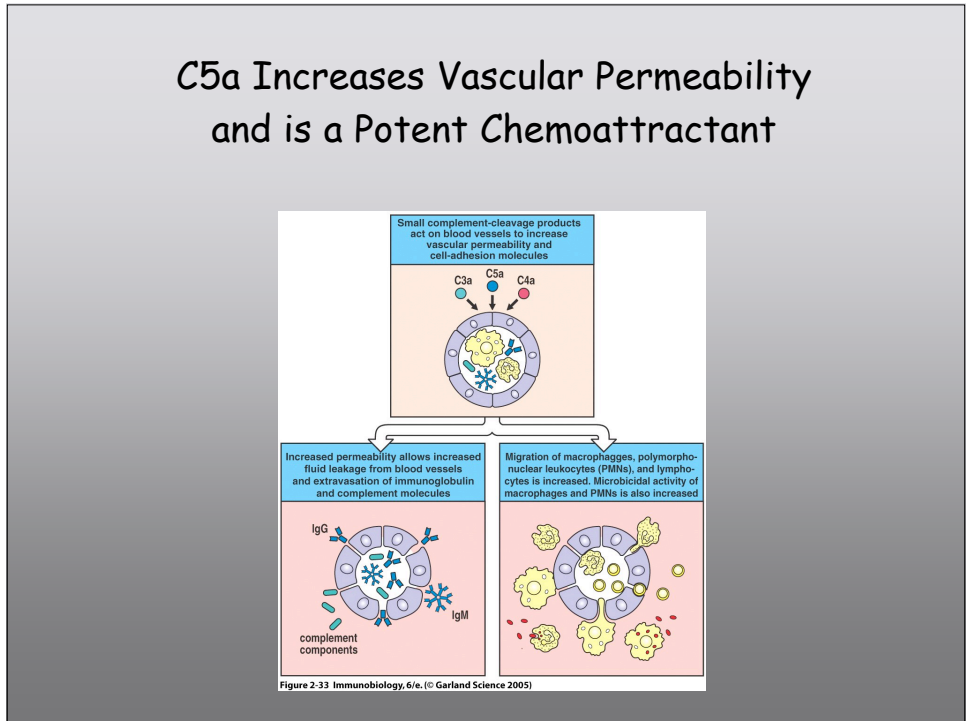 C5a Increases Vascular Permeability
and is a Potent Chemoattractant
Small complement-cleavage products
act on blood vessels to increase
vascular permeability and
cell-adhesion molecules
C3a
C5a
C4a
Increased permeability allows increased
fluid leakage from blood vessels
and extravasation of immunoglobulin
and complement molecules
IgG
IgM
complement
components
Migration of macrophagges, polymorpho-
nuclear leukocytes (PMNs), and lympho-
cytes is increased. Microbicidal activity of
macrophages and PMNs is also increased
Figure 2-33 Immunobiology, 6/e. (© Garland Science 2005)